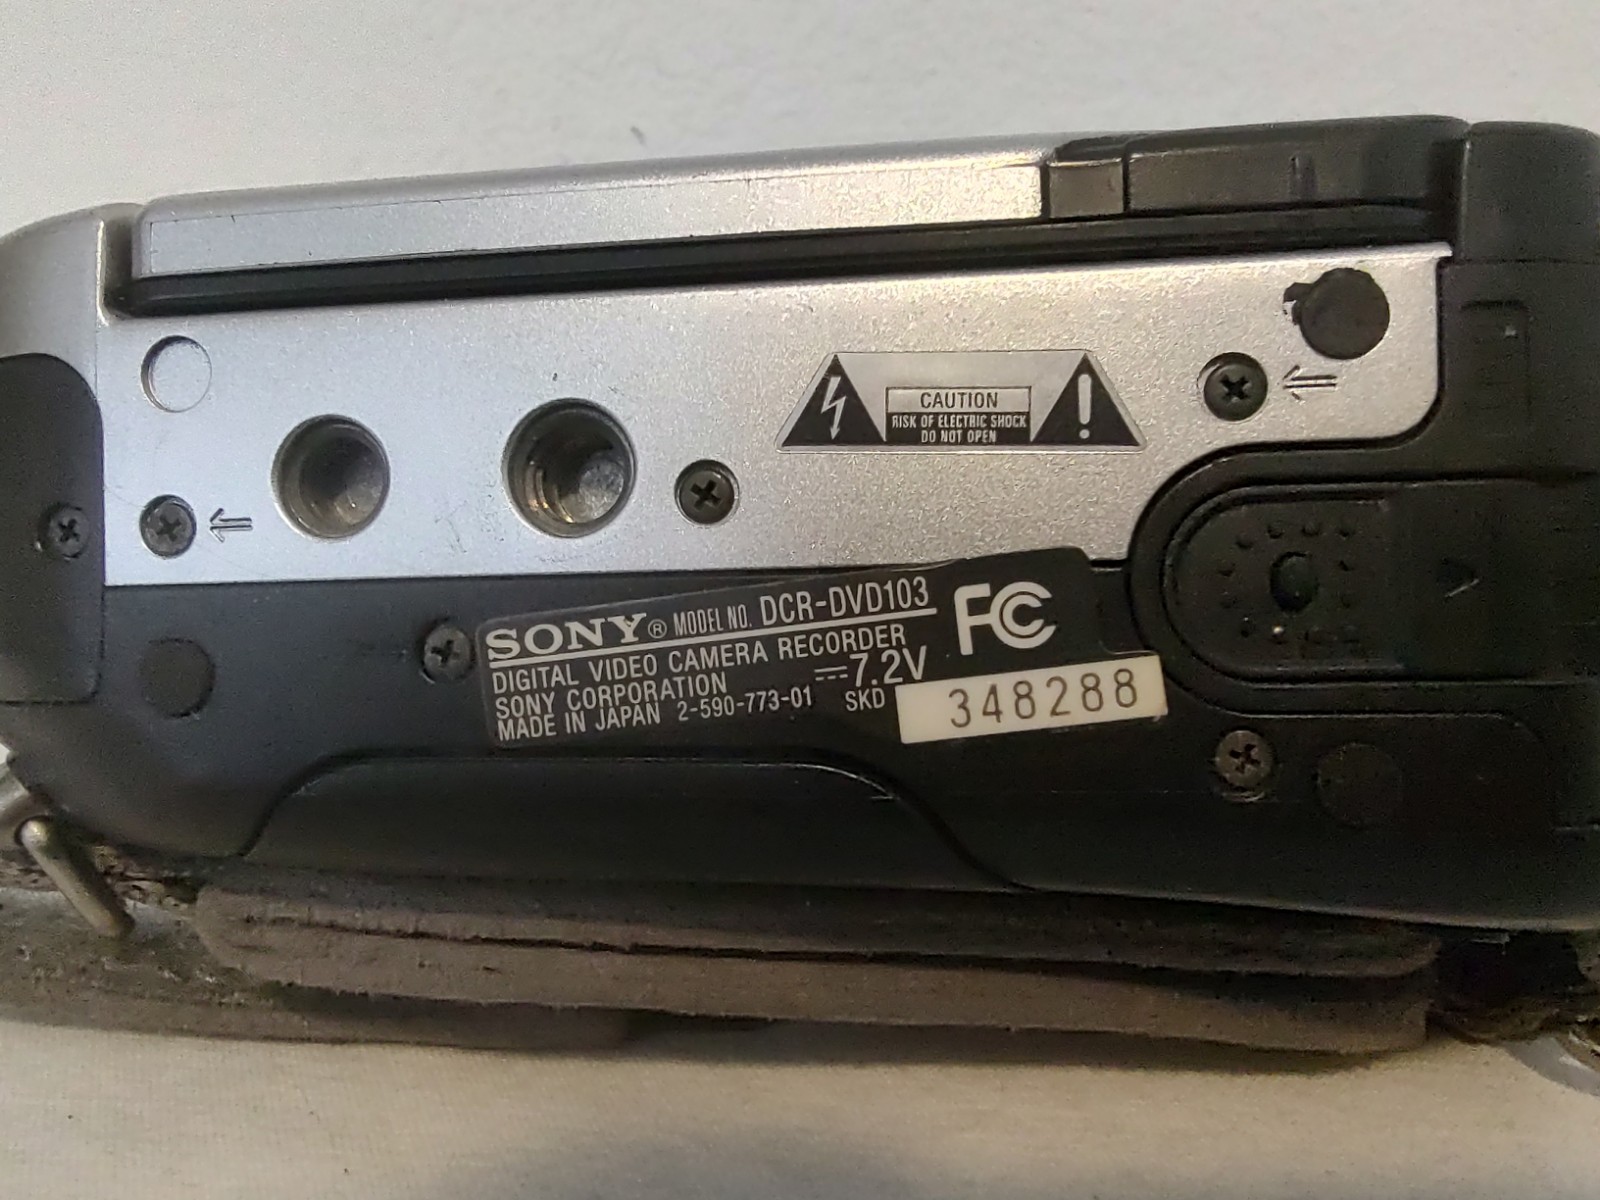 CAUTION
RISK OF ELECTRIC SHOCK
DO NOT OPEN
SONY® MODEL NO. DCR-DVD103
FC
DIGITAL VIDEO CAMERA RECORDER
SONY CORPORATION ⎓7.2V
MADE IN JAPAN 2-590-773-01 SKD 348288